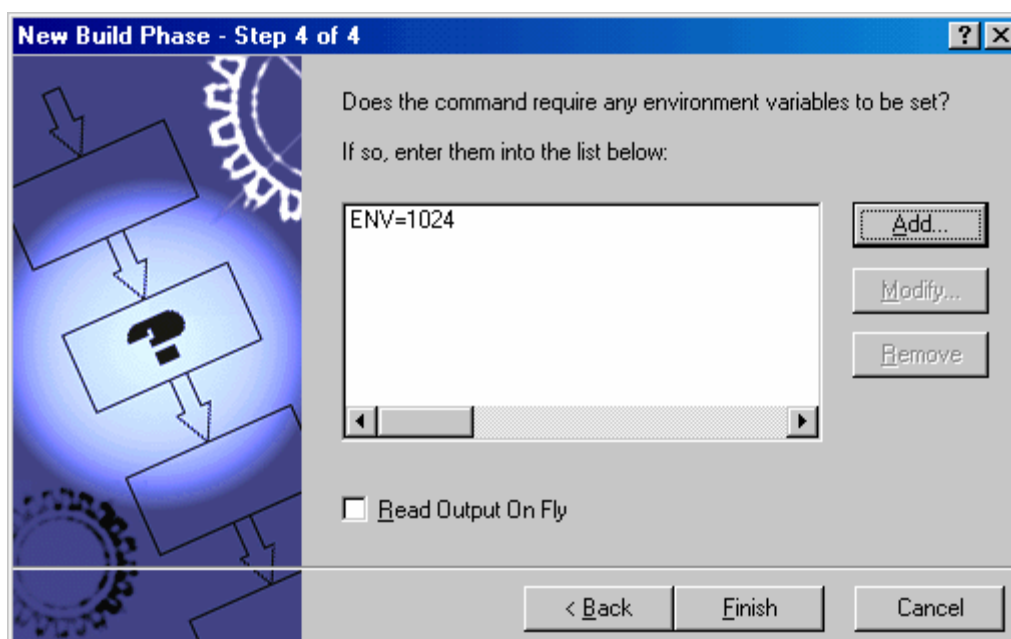 New Build Phase - Step 4 of 4
Does the command require any environment variables to be set?
If so, enter them into the list below:
ENV=1024
Add...
Modify...
Remove
Read Output On Fly
< Back
Finish
Cancel